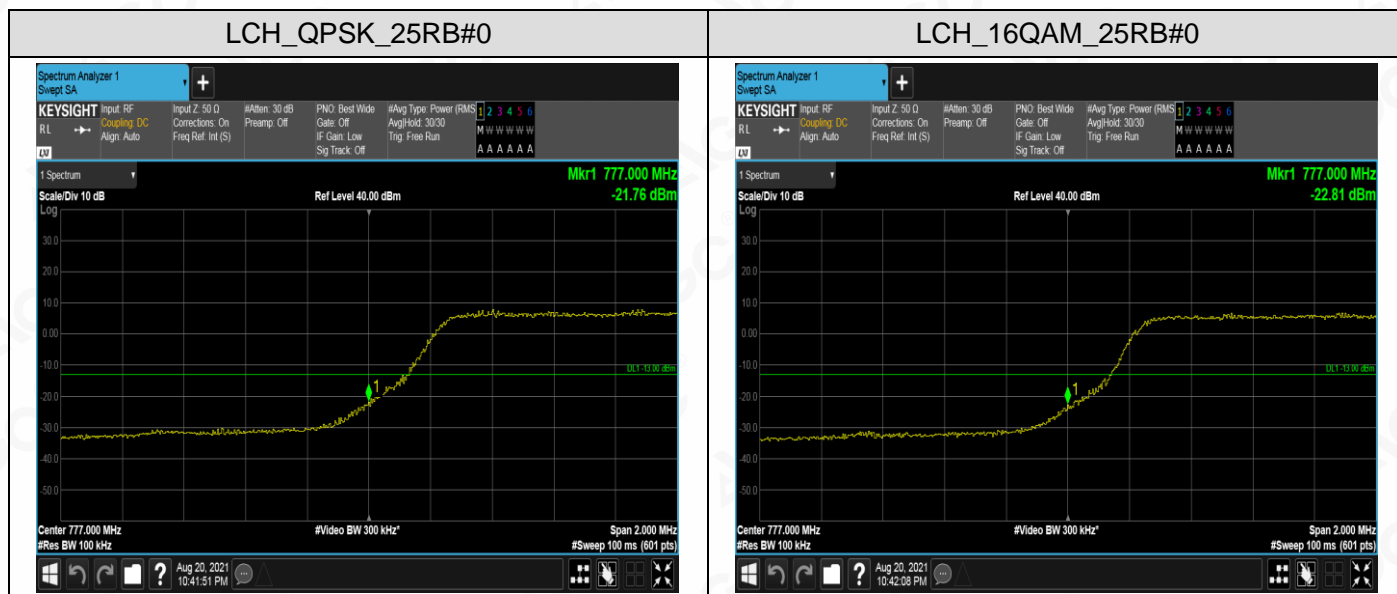 LCH_QPSK_25RB#0
Spectrum Analyzer 1
Swept SA
+
KEYSIGHT
RL
LXI
Input: RF
Coupling: DC
Align: Auto
Input Z: 50 Ω
Corrections: On
Freq Ref: Int (S)
#Atten: 30 dB
Preamp: Off
PNO: Best Wide
Gate: Off
IF Gain: Low
Sig Track: Off
#Avg Type: Power (RMS
Avg|Hold: 30/30
Trig: Free Run
1 2 3 4 5 6
M W W W W W
A A A A A A
1 Spectrum
Mkr1 777.000 MHz
Scale/Div 10 dB
Ref Level 40.00 dBm
-21.76 dBm
Log
30.0
20.0
10.0
0.00
-10.0
DL1 -13.00 dBm
-20.0
1
-30.0
-40.0
-50.0
Center 777.000 MHz
#Video BW 300 kHz*
Span 2.000 MHz
#Res BW 100 kHz
#Sweep 100 ms (601 pts)
?
Aug 20, 2021
10:41:51 PM
LCH_16QAM_25RB#0
Spectrum Analyzer 1
Swept SA
+
KEYSIGHT
RL
LXI
Input: RF
Coupling: DC
Align: Auto
Input Z: 50 Ω
Corrections: On
Freq Ref: Int (S)
#Atten: 30 dB
Preamp: Off
PNO: Best Wide
Gate: Off
IF Gain: Low
Sig Track: Off
#Avg Type: Power (RMS
Avg|Hold: 30/30
Trig: Free Run
1 2 3 4 5 6
M W W W W W
A A A A A A
1 Spectrum
Mkr1 777.000 MHz
Scale/Div 10 dB
Ref Level 40.00 dBm
-22.81 dBm
Log
30.0
20.0
10.0
0.00
-10.0
DL1 -13.00 dBm
-20.0
1
-30.0
-40.0
-50.0
Center 777.000 MHz
#Video BW 300 kHz*
Span 2.000 MHz
#Res BW 100 kHz
#Sweep 100 ms (601 pts)
?
Aug 20, 2021
10:42:08 PM